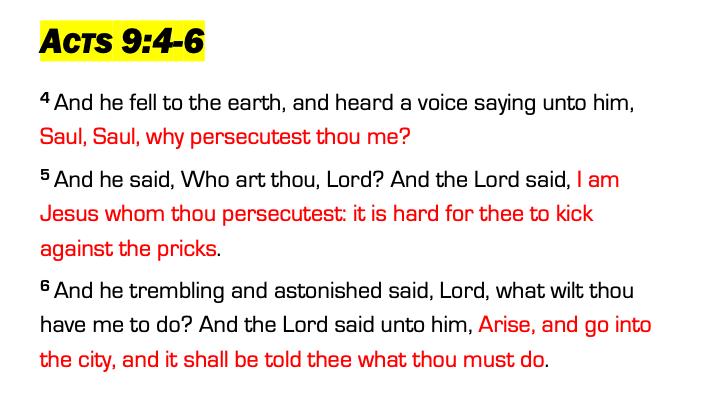 Acts 9:4-6
4 And he fell to the earth, and heard a voice saying unto him,
Saul, Saul, why persecutest thou me?
5 And he said, Who art thou, Lord? And the Lord said, I am
Jesus whom thou persecutest: it is hard for thee to kick
against the pricks.
6 And he trembling and astonished said, Lord, what wilt thou
have me to do? And the Lord said unto him, Arise, and go into
the city, and it shall be told thee what thou must do.